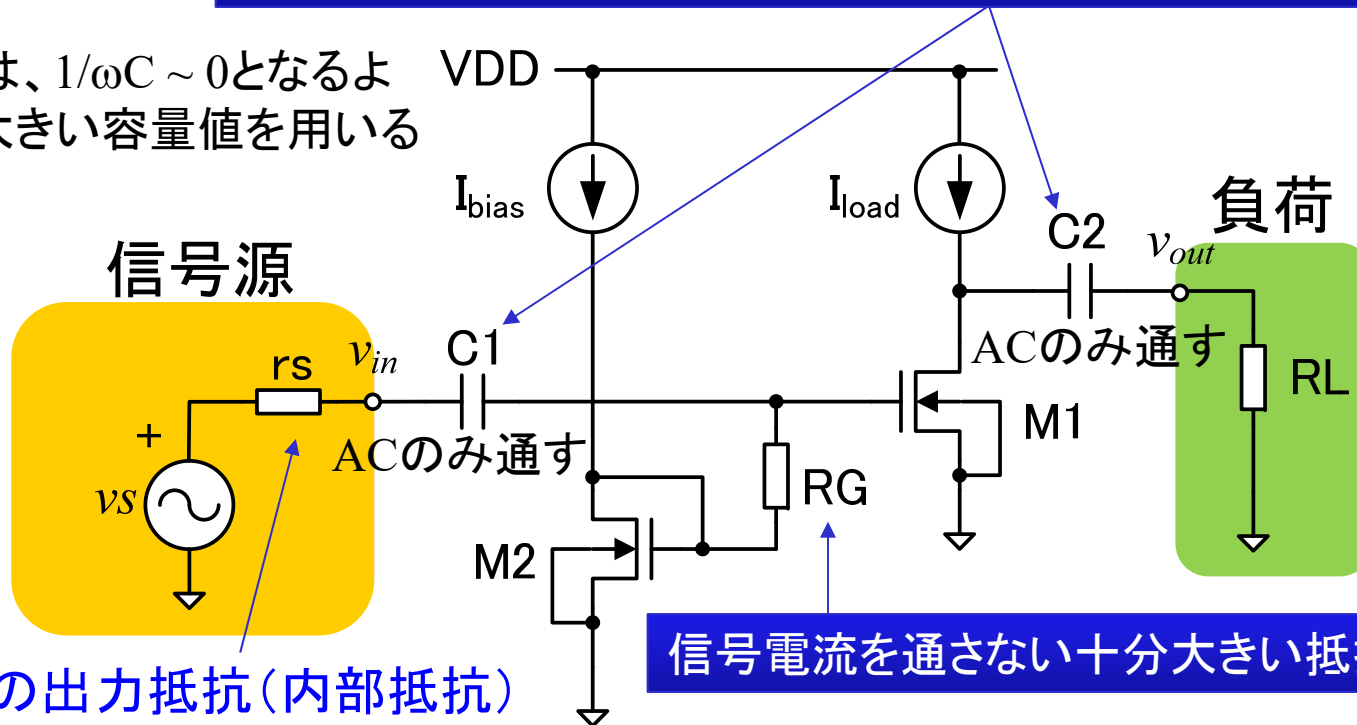 は、1/ωC ~ 0となるよ
大きい容量値を用いる
VDD
Ibias
Iload
負荷
C2
vout
信号源
ACのみ通す
RL
rs
vin
C1
M1
+
ACのみ通す
vs
RG
M2
信号電流を通さない十分大きい抵
の出力抵抗(内部抵抗)